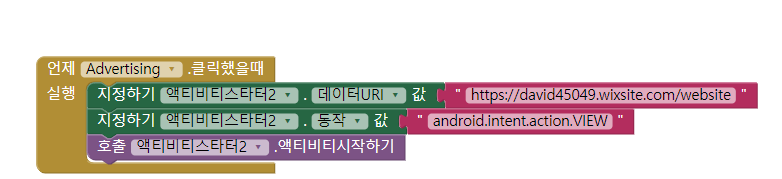 언제 Advertising .클릭했을때
실행 지정하기 액티비티스타터2 . 데이터URI 값 " https://david45049.wixsite.com/website "
지정하기 액티비티스타터2 . 동작 값 " android.intent.action.VIEW "
호출 액티비티스타터2 .액티비티시작하기